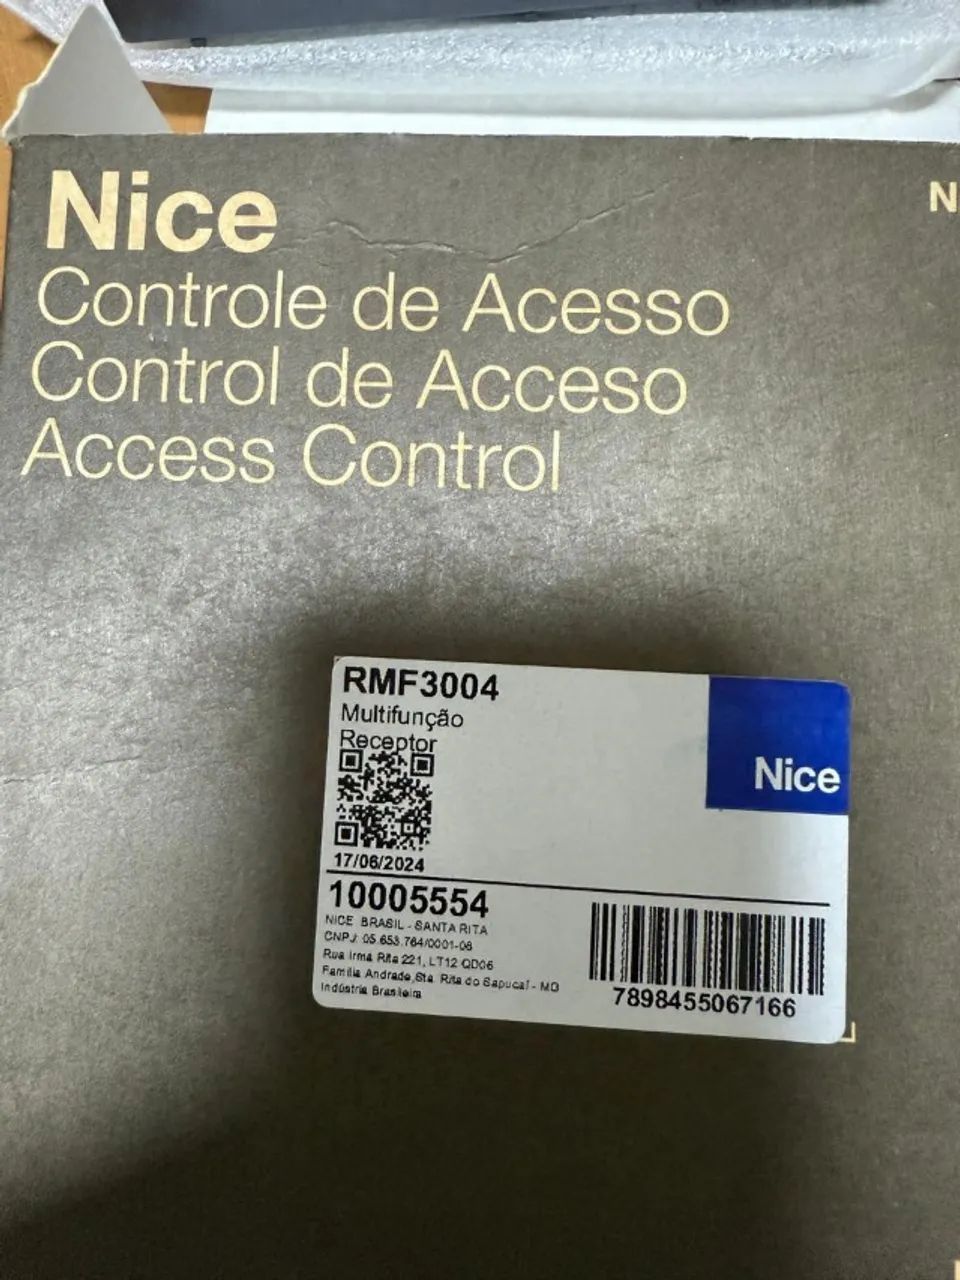 Nice
N
Controle de Acesso
Control de Acceso
Access Control
RMF3004
Multifunção
Receptor
Nice
17/06/2024
10005554
NICE BRASIL - SANTA RITA
CNPJ: 05.653.764/0001-06
Rua Irma Rita 221, LT12 QD06
Familia Andrade,Sta. Rita do Sapucaí - MG
Indústria Brasileira
7898455067166